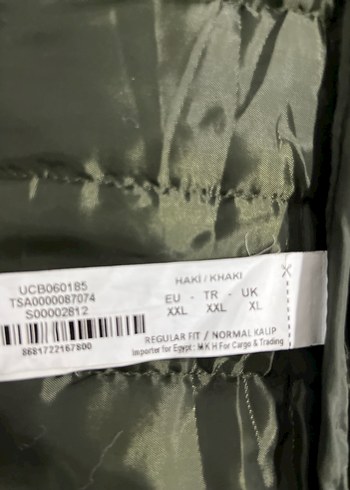 UCB060185
TSA0000087074
S00002812
8681722167800
HAKİ / KHAKI
EU - TR - UK
XXL XXL XL
REGULAR FIT / NORMAL KALIP
Importer for Egypt: M K H For Cargo & Trading
X